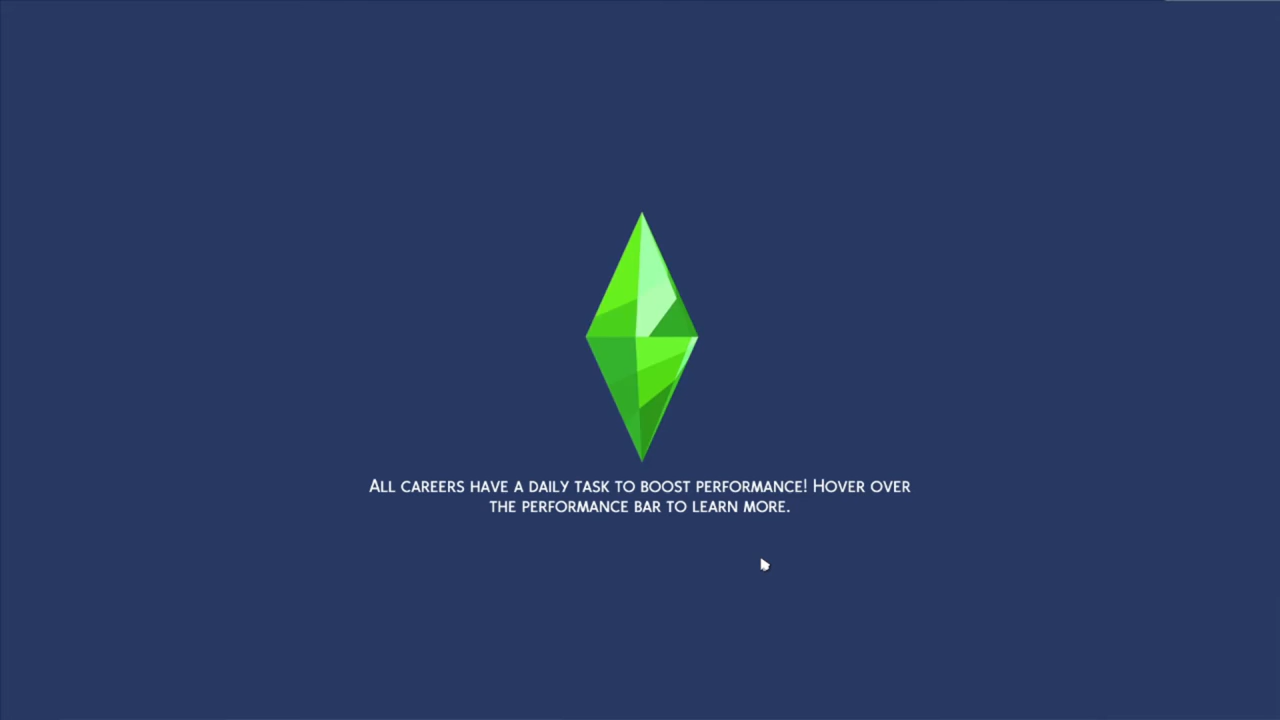 All careers have a daily task to boost performance! Hover over
the performance bar to learn more.